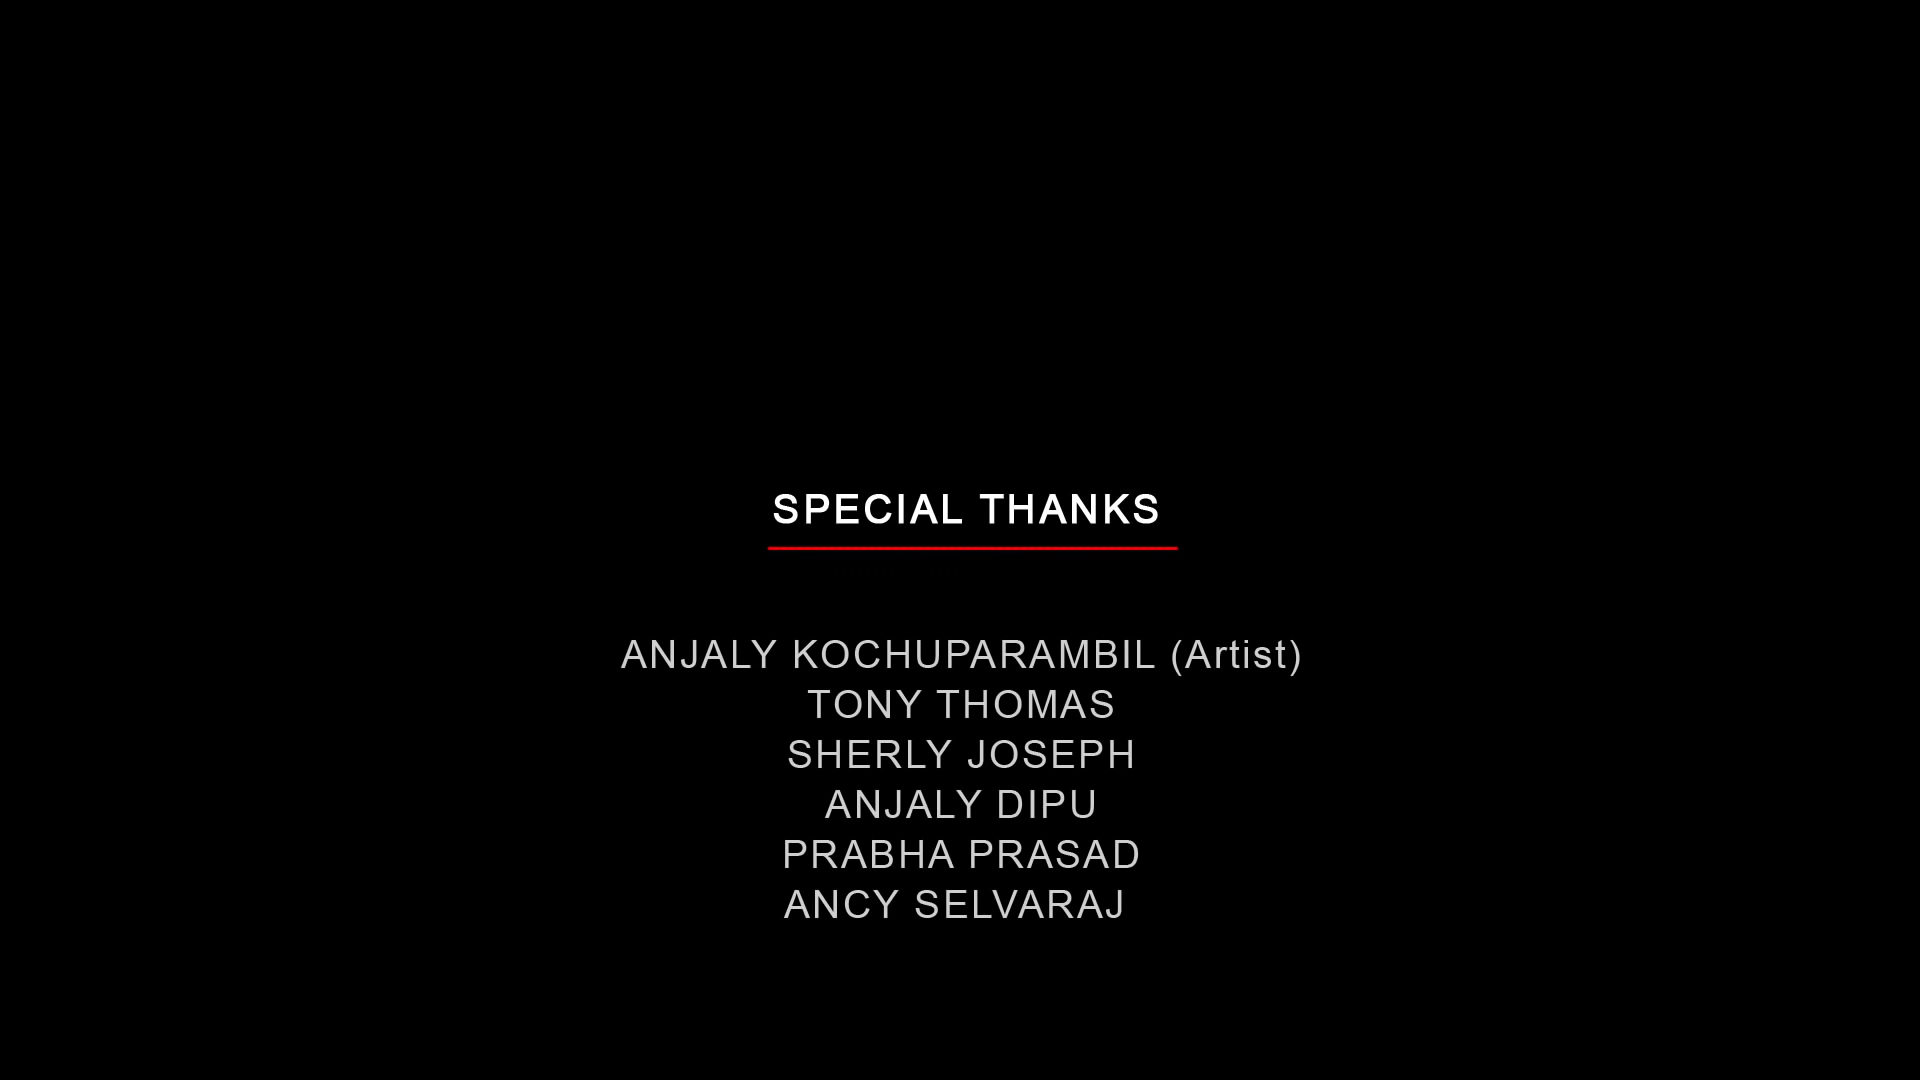 SPECIAL THANKS
ANJALY KOCHUPARAMBIL (Artist)
TONY THOMAS
SHERLY JOSEPH
ANJALY DIPU
PRABHA PRASAD
ANCY SELVARAJ